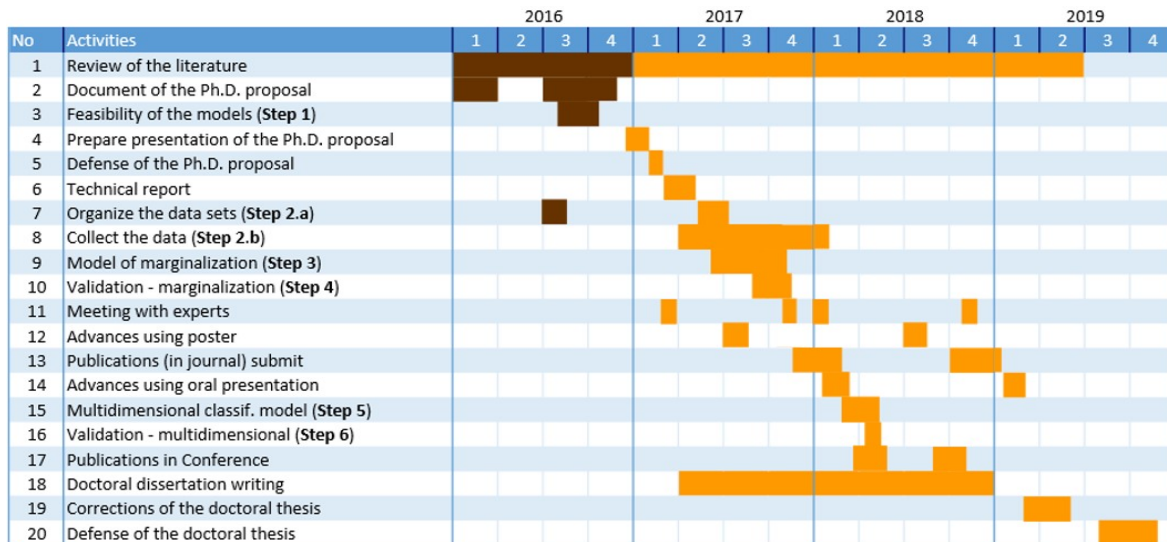 2016 2017 2018 2019
No Activities 1 2 3 4 1 2 3 4 1 2 3 4 1 2 3 4
1 Review of the literature
2 Document of the Ph.D. proposal
3 Feasibility of the models (Step 1)
4 Prepare presentation of the Ph.D. proposal
5 Defense of the Ph.D. proposal
6 Technical report
7 Organize the data sets (Step 2.a)
8 Collect the data (Step 2.b)
9 Model of marginalization (Step 3)
10 Validation - marginalization (Step 4)
11 Meeting with experts
12 Advances using poster
13 Publications (in journal) submit
14 Advances using oral presentation
15 Multidimensional classif. model (Step 5)
16 Validation - multidimensional (Step 6)
17 Publications in Conference
18 Doctoral dissertation writing
19 Corrections of the doctoral thesis
20 Defense of the doctoral thesis